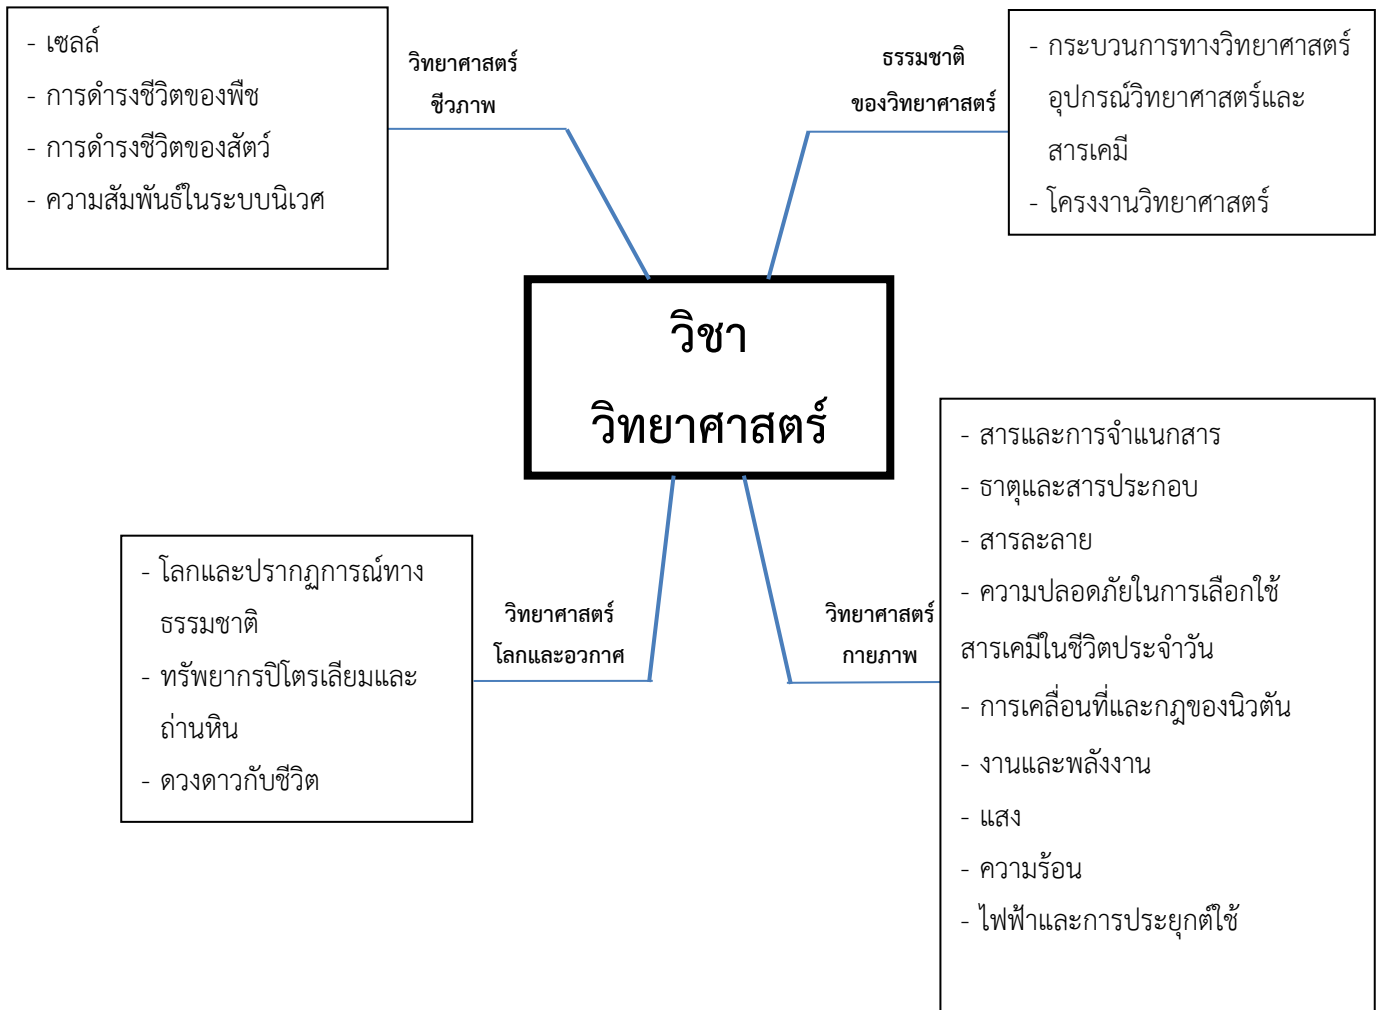 - เซลล์
- การดำรงชีวิตของพืช
- การดำรงชีวิตของสัตว์
- ความสัมพันธ์ในระบบนิเวศ
วิทยาศาสตร์
ชีวภาพ
ธรรมชาติ
ของวิทยาศาสตร์
- กระบวนการทางวิทยาศาสตร์
อุปกรณ์วิทยาศาสตร์และ
สารเคมี
- โครงงานวิทยาศาสตร์
วิชา
วิทยาศาสตร์
- โลกและปรากฏการณ์ทาง
ธรรมชาติ
- ทรัพยากรปิโตรเลียมและ
ถ่านหิน
- ดวงดาวกับชีวิต
วิทยาศาสตร์
โลกและอวกาศ
วิทยาศาสตร์
กายภาพ
- สารและการจำแนกสาร
- ธาตุและสารประกอบ
- สารละลาย
- ความปลอดภัยในการเลือกใช้
สารเคมีในชีวิตประจำวัน
- การเคลื่อนที่และกฎของนิวตัน
- งานและพลังงาน
- แสง
- ความร้อน
- ไฟฟ้าและการประยุกต์ใช้